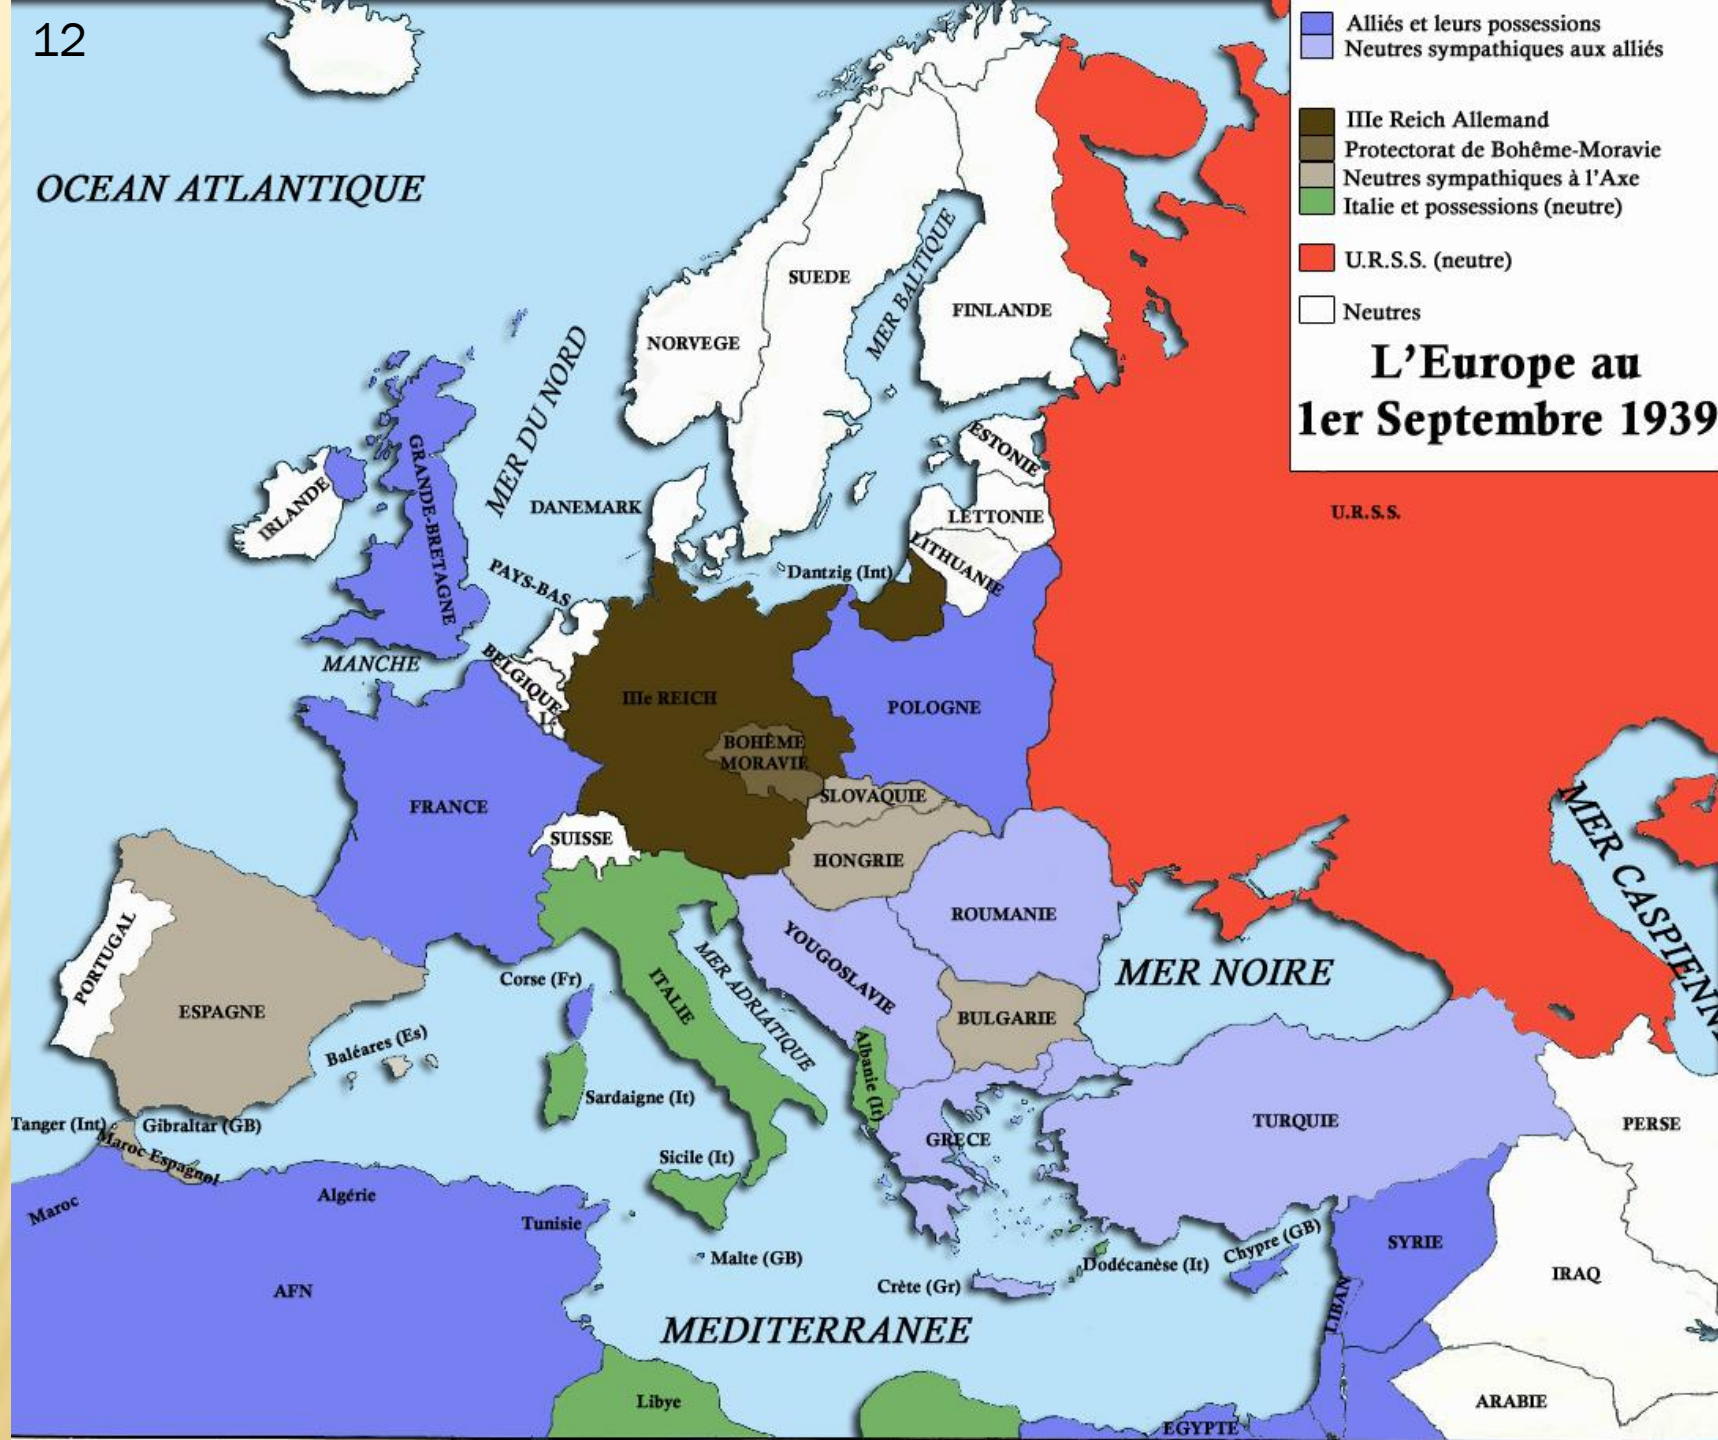 12
Alliés et leurs possessions
Neutres sympathiques aux alliés
IIIe Reich Allemand
Protectorat de Bohême-Moravie
Neutres sympathiques à l'Axe
Italie et possessions (neutre)
U.R.S.S. (neutre)
Neutres
L'Europe au
1er Septembre 1939
OCEAN ATLANTIQUE
MER DU NORD
MER BALTIQUE
SUEDE
FINLANDE
NORVEGE
ESTONIE
LETTONIE
LITHUANIE
U.R.S.S.
IRLANDE
GRANDE-BRETAGNE
DANEMARK
PAYS-BAS
Dantzig (Int)
MANCHE
BELGIQUE
L.
IIIe REICH
POLOGNE
BOHÊME
MORAVIE
SLOVAQUIE
FRANCE
SUISSE
HONGRIE
ROUMANIE
MER CASPIENNE
PORTUGAL
ESPAGNE
Corse (Fr)
ITALIE
MER ADRIATIQUE
YOUGOSLAVIE
MER NOIRE
BULGARIE
Baléares (Es)
Sardaigne (It)
Albanie (It)
Tanger (Int)
Gibraltar (GB)
Maroc Espagnol
GRECE
TURQUIE
PERSE
Sicile (It)
Maroc
Algérie
Tunisie
Malte (GB)
Crète (Gr)
Dodécanèse (It)
Chypre (GB)
SYRIE
LIBAN
IRAQ
AFN
MEDITERRANEE
Libye
EGYPTE
ARABIE